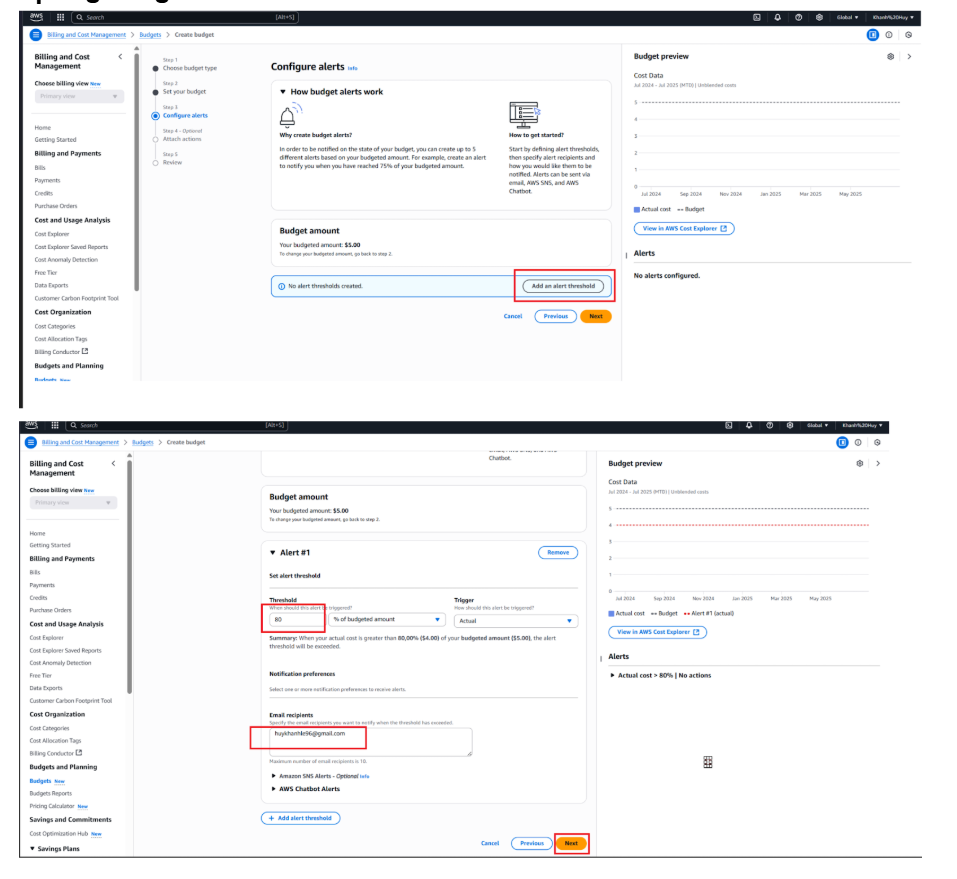 aws
Search
[Alt+S]
Global ▼
Khanh%20Huy ▼
Billing and Cost Management > Budgets > Create budget
Billing and Cost
Management
Choose billing view New
Primary view
Home
Getting Started
Billing and Payments
Bills
Payments
Credits
Purchase Orders
Cost and Usage Analysis
Cost Explorer
Cost Explorer Saved Reports
Cost Anomaly Detection
Free Tier
Data Exports
Customer Carbon Footprint Tool
Cost Organization
Cost Categories
Cost Allocation Tags
Billing Conductor
Budgets and Planning
Budgets New
Step 1
Choose budget type
Step 2
Set your budget
Step 3
Configure alerts
Step 4 - Optional
Attach actions
Step 5
Review
Configure alerts Info
▼ How budget alerts work
Why create budget alerts?
In order to be notified on the state of your budget, you can create up to 5
different alerts based on your budgeted amount. For example, create an alert
to notify you when you have reached 75% of your budgeted amount.
How to get started?
Start by defining alert thresholds,
then specify alert recipients and
how you would like them to be
notified. Alerts can be sent via
email, AWS SNS, and AWS
Chatbot.
Budget amount
Your budgeted amount: $5.00
To change your budgeted amount, go back to step 2.
No alert thresholds created.
Add an alert threshold
Cancel
Previous
Next
Budget preview
Cost Data
Jul 2024 - Jul 2025 (MTD) | Unblended costs
5
4
3
2
1
0
Jul 2024 Sep 2024 Nov 2024 Jan 2025 Mar 2025 May 2025
Actual cost -- Budget
View in AWS Cost Explorer
Alerts
No alerts configured.
aws
Search
[Alt+S]
Global ▼
Khanh%20Huy ▼
Billing and Cost Management > Budgets > Create budget
Billing and Cost
Management
Choose billing view New
Primary view
Home
Getting Started
Billing and Payments
Bills
Payments
Credits
Purchase Orders
Cost and Usage Analysis
Cost Explorer
Cost Explorer Saved Reports
Cost Anomaly Detection
Free Tier
Data Exports
Customer Carbon Footprint Tool
Cost Organization
Cost Categories
Cost Allocation Tags
Billing Conductor
Budgets and Planning
Budgets New
Budgets Reports
Pricing Calculator New
Savings and Commitments
Cost Optimization Hub New
▼ Savings Plans
Chatbot.
Budget amount
Your budgeted amount: $5.00
To change your budgeted amount, go back to step 2.
▼ Alert #1
Remove
Set alert threshold
Threshold
When should this alert be triggered?
80
% of budgeted amount
Trigger
How should this alert be triggered?
Actual
Summary: When your actual cost is greater than 80,00% ($4.00) of your budgeted amount ($5.00), the alert
threshold will be exceeded.
Notification preferences
Select one or more notification preferences to receive alerts.
Email recipients
Specify the email recipients you want to notify when the threshold has exceeded.
huykhanhle96@gmail.com
Maximum number of email recipients is 10.
▶ Amazon SNS Alerts - Optional Info
▶ AWS Chatbot Alerts
+ Add alert threshold
Cancel
Previous
Next
Budget preview
Cost Data
Jul 2024 - Jul 2025 (MTD) | Unblended costs
5
4
3
2
1
0
Jul 2024 Sep 2024 Nov 2024 Jan 2025 Mar 2025 May 2025
Actual cost -- Budget -- Alert #1 (actual)
View in AWS Cost Explorer
Alerts
▶ Actual cost > 80% | No actions